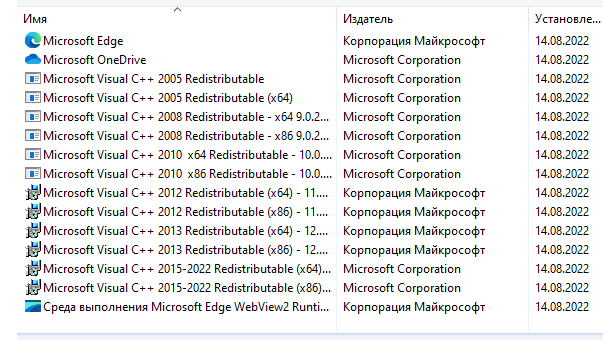 Имя Издатель Установле...
Microsoft Edge Корпорация Майкрософт 14.08.2022
Microsoft OneDrive Microsoft Corporation 14.08.2022
Microsoft Visual C++ 2005 Redistributable Microsoft Corporation 14.08.2022
Microsoft Visual C++ 2005 Redistributable (x64) Microsoft Corporation 14.08.2022
Microsoft Visual C++ 2008 Redistributable - x64 9.0.2... Microsoft Corporation 14.08.2022
Microsoft Visual C++ 2008 Redistributable - x86 9.0.2... Microsoft Corporation 14.08.2022
Microsoft Visual C++ 2010 x64 Redistributable - 10.0.... Microsoft Corporation 14.08.2022
Microsoft Visual C++ 2010 x86 Redistributable - 10.0.... Microsoft Corporation 14.08.2022
Microsoft Visual C++ 2012 Redistributable (x64) - 11.... Корпорация Майкрософт 14.08.2022
Microsoft Visual C++ 2012 Redistributable (x86) - 11.... Корпорация Майкрософт 14.08.2022
Microsoft Visual C++ 2013 Redistributable (x64) - 12.... Microsoft Corporation 14.08.2022
Microsoft Visual C++ 2013 Redistributable (x86) - 12.... Корпорация Майкрософт 14.08.2022
Microsoft Visual C++ 2015-2022 Redistributable (x64)... Microsoft Corporation 14.08.2022
Microsoft Visual C++ 2015-2022 Redistributable (x86)... Microsoft Corporation 14.08.2022
Среда выполнения Microsoft Edge WebView2 Runti... Корпорация Майкрософт 14.08.2022